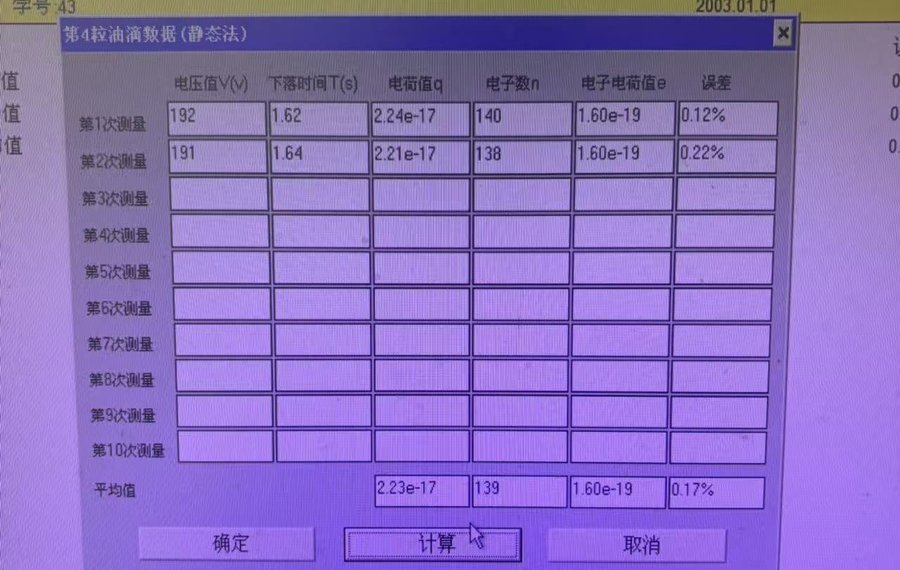 学号:43
2003.01.01
第4粒油滴数据(静态法)
电压值V(v) 下落时间T(s) 电荷值q 电子数n 电子电荷值e 误差
第1次测量 192 1.62 2.24e-17 140 1.60e-19 0.12%
第2次测量 191 1.64 2.21e-17 138 1.60e-19 0.22%
第3次测量
第4次测量
第5次测量
第6次测量
第7次测量
第8次测量
第9次测量
第10次测量
平均值 2.23e-17 139 1.60e-19 0.17%
确定 计算 取消
值
值
值